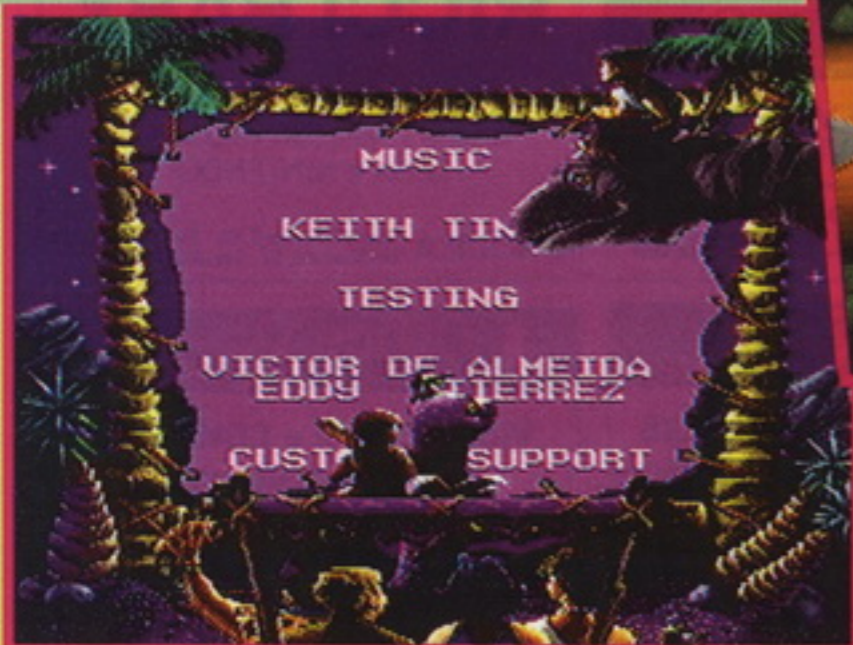 MUSIC
KEITH
TESTING
VICTOR DE ALMEIDA
EDDY
SUPPORT